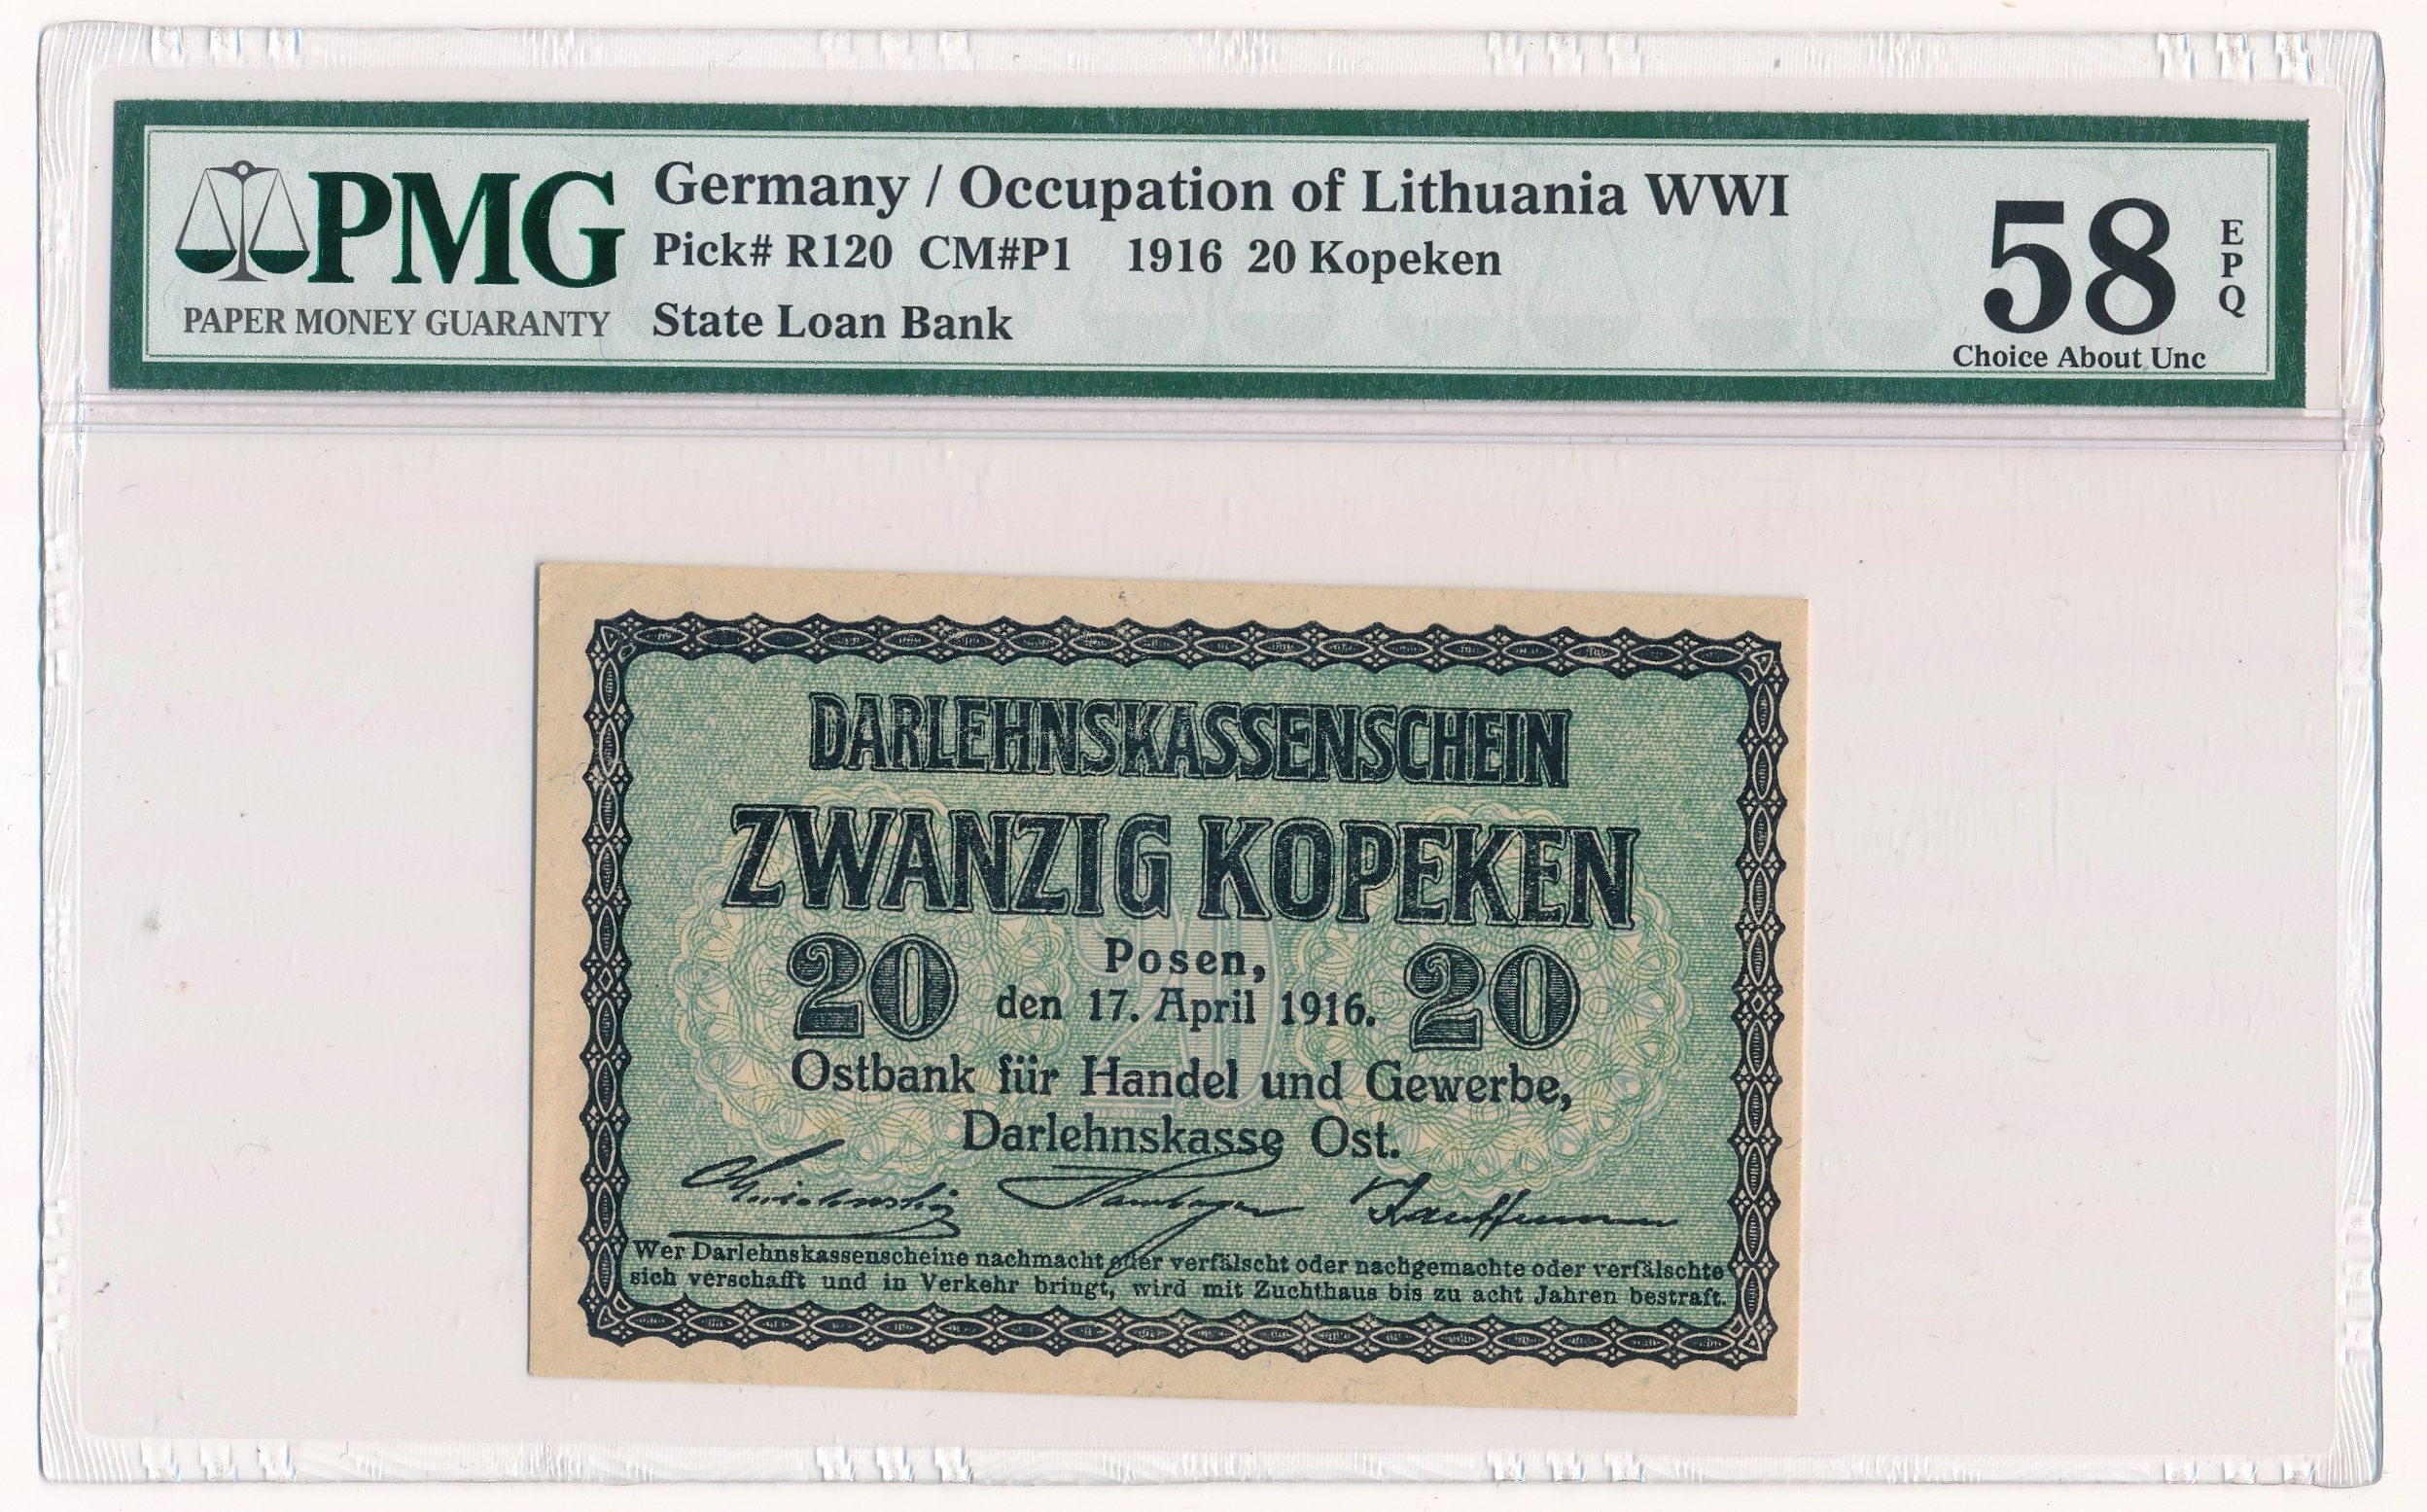 PMG
PAPER MONEY GUARANTY
Germany / Occupation of Lithuania WWI
Pick# R120 CM#P1 1916 20 Kopeken
State Loan Bank
58
EPQ
Choice About Unc
DARLEHNSKASSENSCHEIN
ZWANZIG KOPEKEN
20 Posen, 20
den 17. April 1916.
20
Ostbank für Handel und Gewerbe,
Darlehnskasse Ost.
Wer Darlehnskassenscheine nachmacht oder verfälscht oder nachgemachte oder verfälschte
sich verschafft und in Verkehr bringt, wird mit Zuchthaus bis zu acht Jahren bestraft.